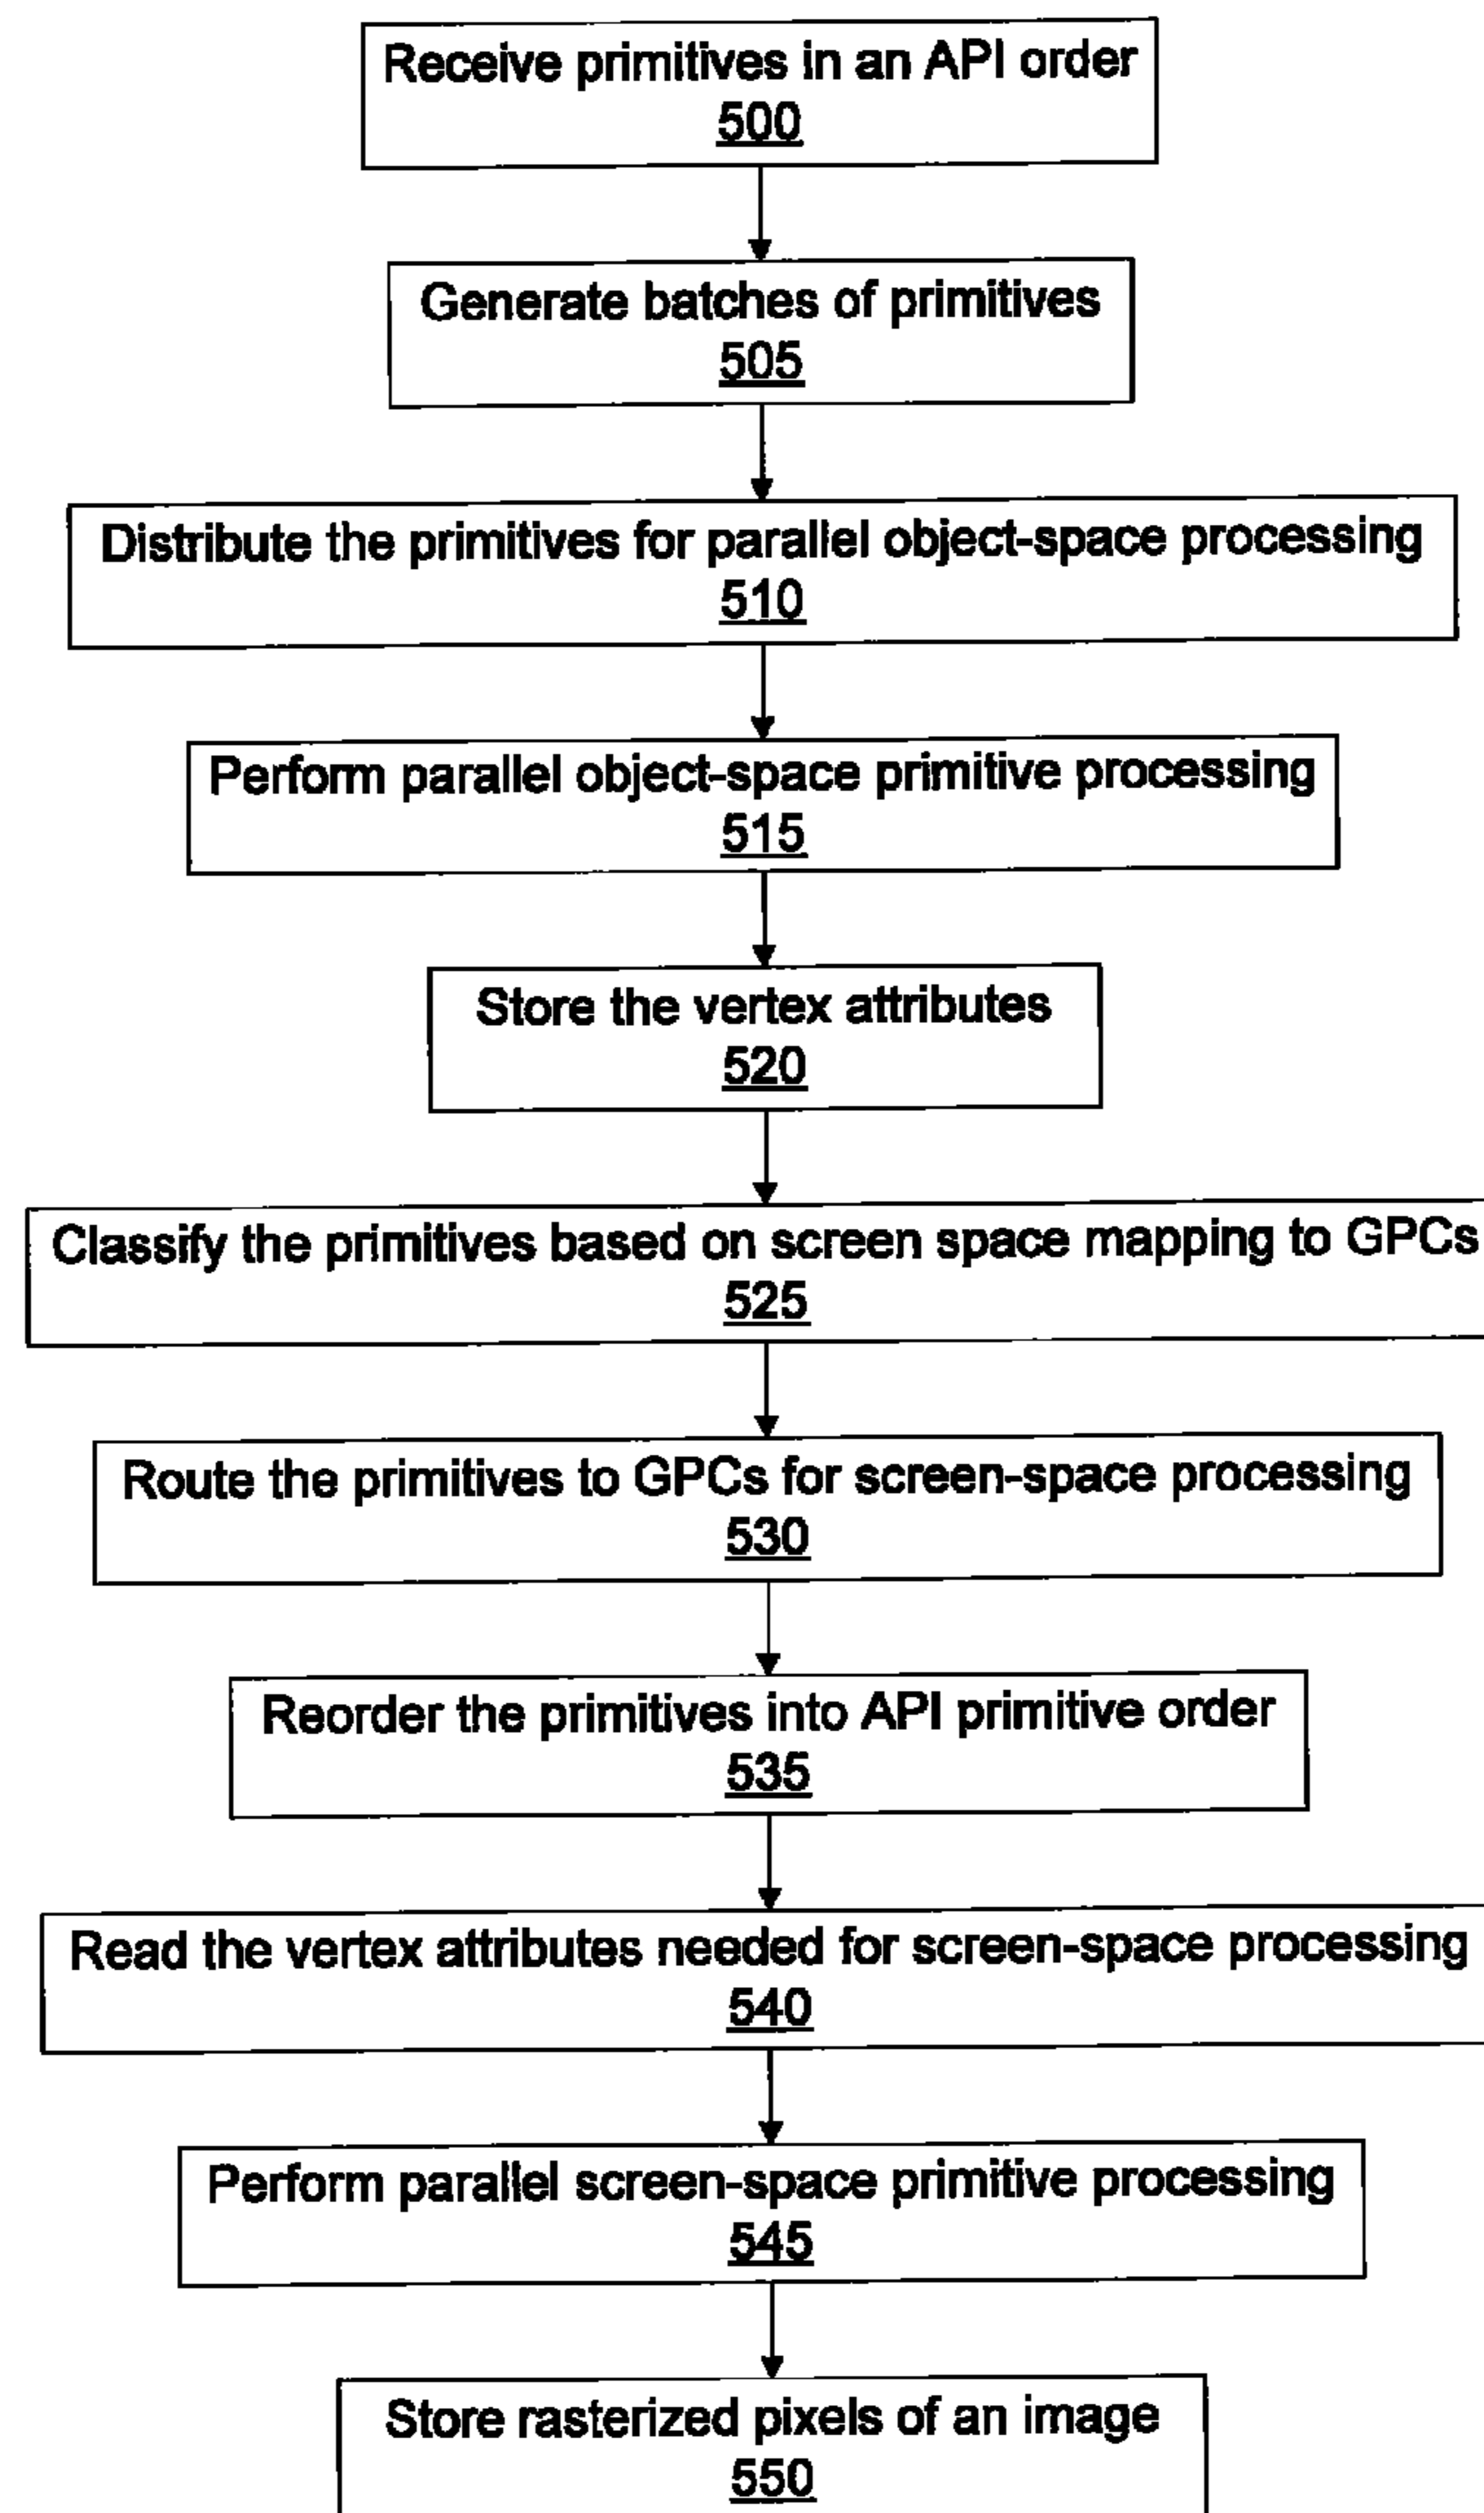 Receive primitives in an API order
500
Generate batches of primitives
505
Distribute the primitives for parallel object-space processing
510
Perform parallel object-space primitive processing
515
Store the vertex attributes
520
Classify the primitives based on screen space mapping to GPCs
525
Route the primitives to GPCs for screen-space processing
530
Reorder the primitives into API primitive order
535
Read the vertex attributes needed for screen-space processing
540
Perform parallel screen-space primitive processing
545
Store rasterized pixels of an image
550